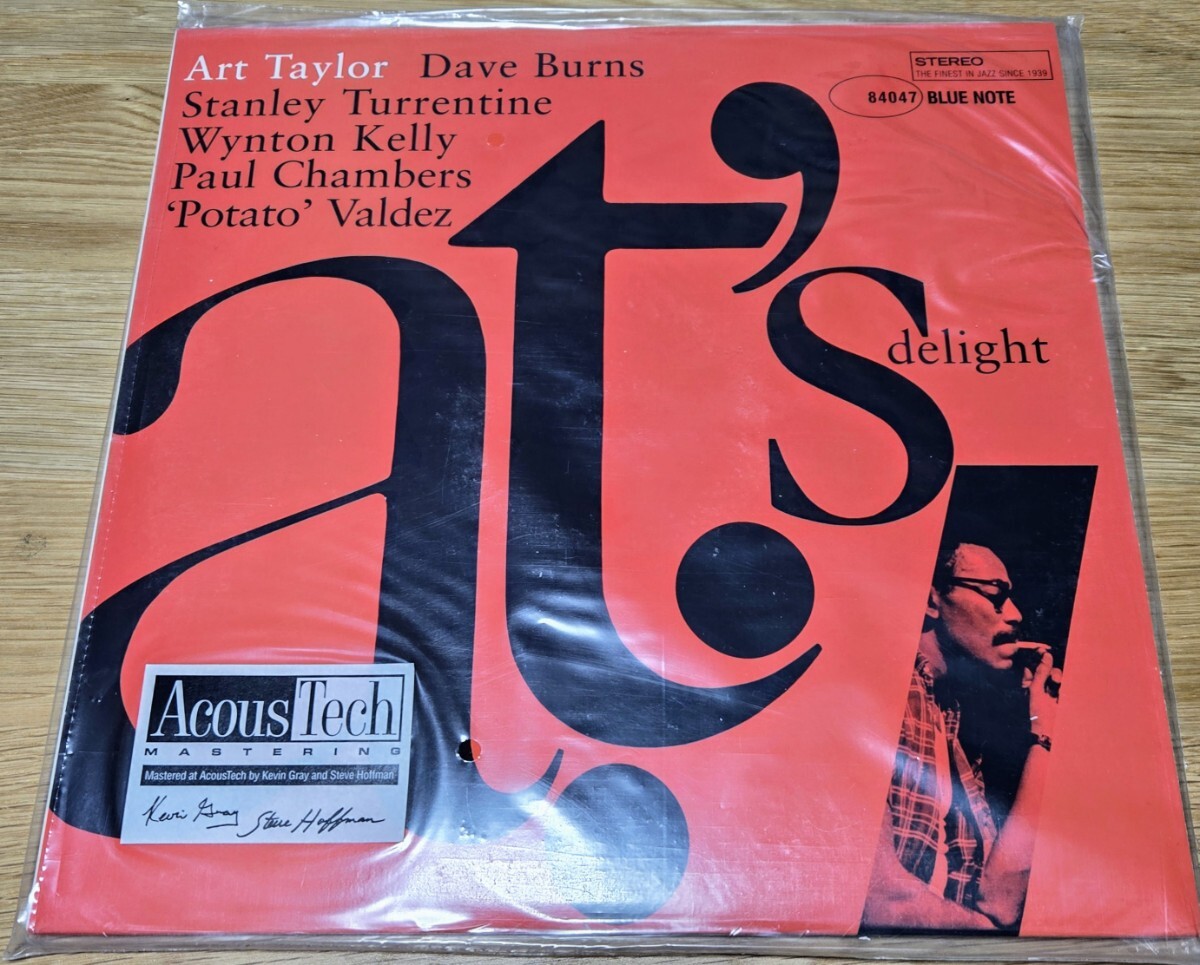 Art Taylor Dave Burns
Stanley Turrentine
Wynton Kelly
Paul Chambers
‘Potato’ Valdez
STEREO
THE FINEST IN JAZZ SINCE 1939
84047 BLUE NOTE
a.t.'s
delight
AcousTech
MASTERING
Mastered at AcousTech by Kevin Gray and Steve Hoffman
Kevin Gray Steve Hoffman